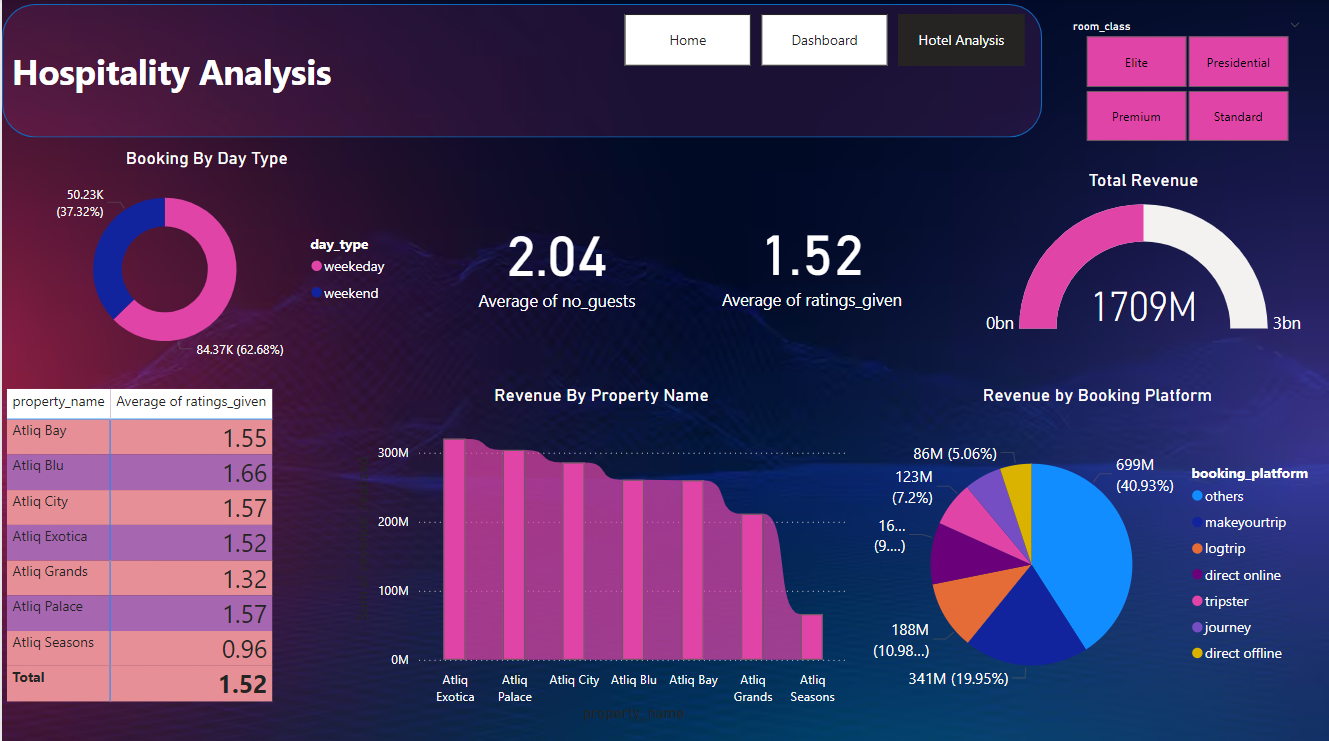 Hospitality Analysis
Home
Dashboard
Hotel Analysis
room_class
Elite
Presidential
Premium
Standard
Booking By Day Type
50.23K
(37.32%)
84.37K (62.68%)
day_type
weekeday
weekend
2.04
Average of no_guests
1.52
Average of ratings_given
Total Revenue
1709M
0bn
3bn
property_name Average of ratings_given
Atliq Bay 1.55
Atliq Blu 1.66
Atliq City 1.57
Atliq Exotica 1.52
Atliq Grands 1.32
Atliq Palace 1.57
Atliq Seasons 0.96
Total 1.52
Revenue By Property Name
300M
200M
100M
0M
Atliq Exotica
Atliq Palace
Atliq City
Atliq Blu
Atliq Bay
Atliq Grands
Atliq Seasons
property_name
Revenue by Booking Platform
86M (5.06%)
123M
(7.2%)
16...
(9....)
188M
(10.98...)
341M (19.95%)
699M
(40.93%)
booking_platform
others
makeyourtrip
logtrip
direct online
tripster
journey
direct offline